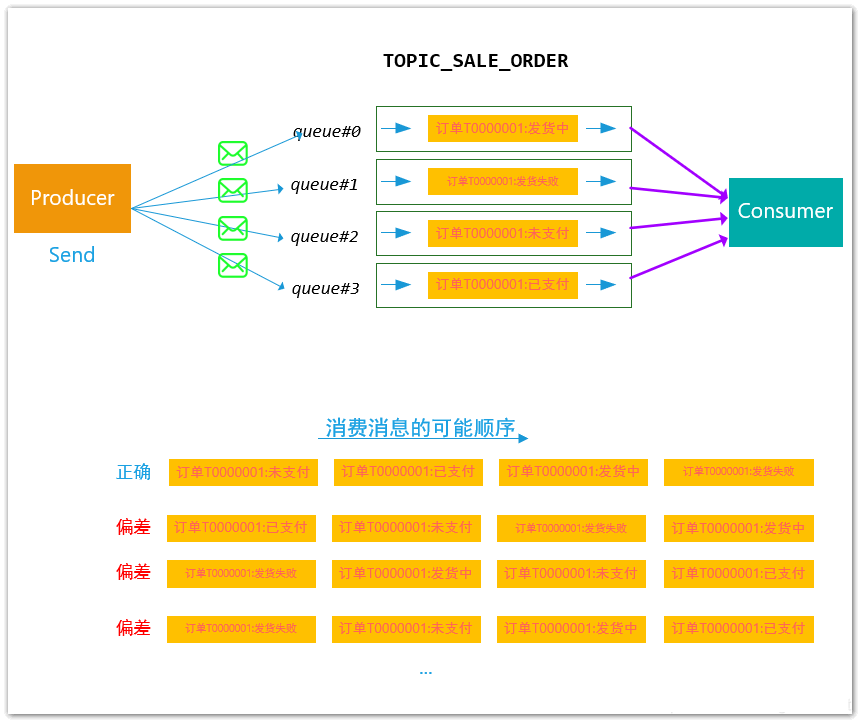 TOPIC_SALE_ORDER
Producer
Send
queue#0
订单T0000001:发货中
queue#1
订单T0000001:发货失败
queue#2
订单T0000001:未支付
queue#3
订单T0000001:已支付
Consumer
消费消息的可能顺序
正确 订单T0000001:未支付 订单T0000001:已支付 订单T0000001:发货中 订单T0000001:发货失败
偏差 订单T0000001:已支付 订单T0000001:未支付 订单T0000001:发货失败 订单T0000001:发货中
偏差 订单T0000001:发货失败 订单T0000001:发货中 订单T0000001:未支付 订单T0000001:已支付
偏差 订单T0000001:发货失败 订单T0000001:未支付 订单T0000001:发货中 订单T0000001:已支付
...